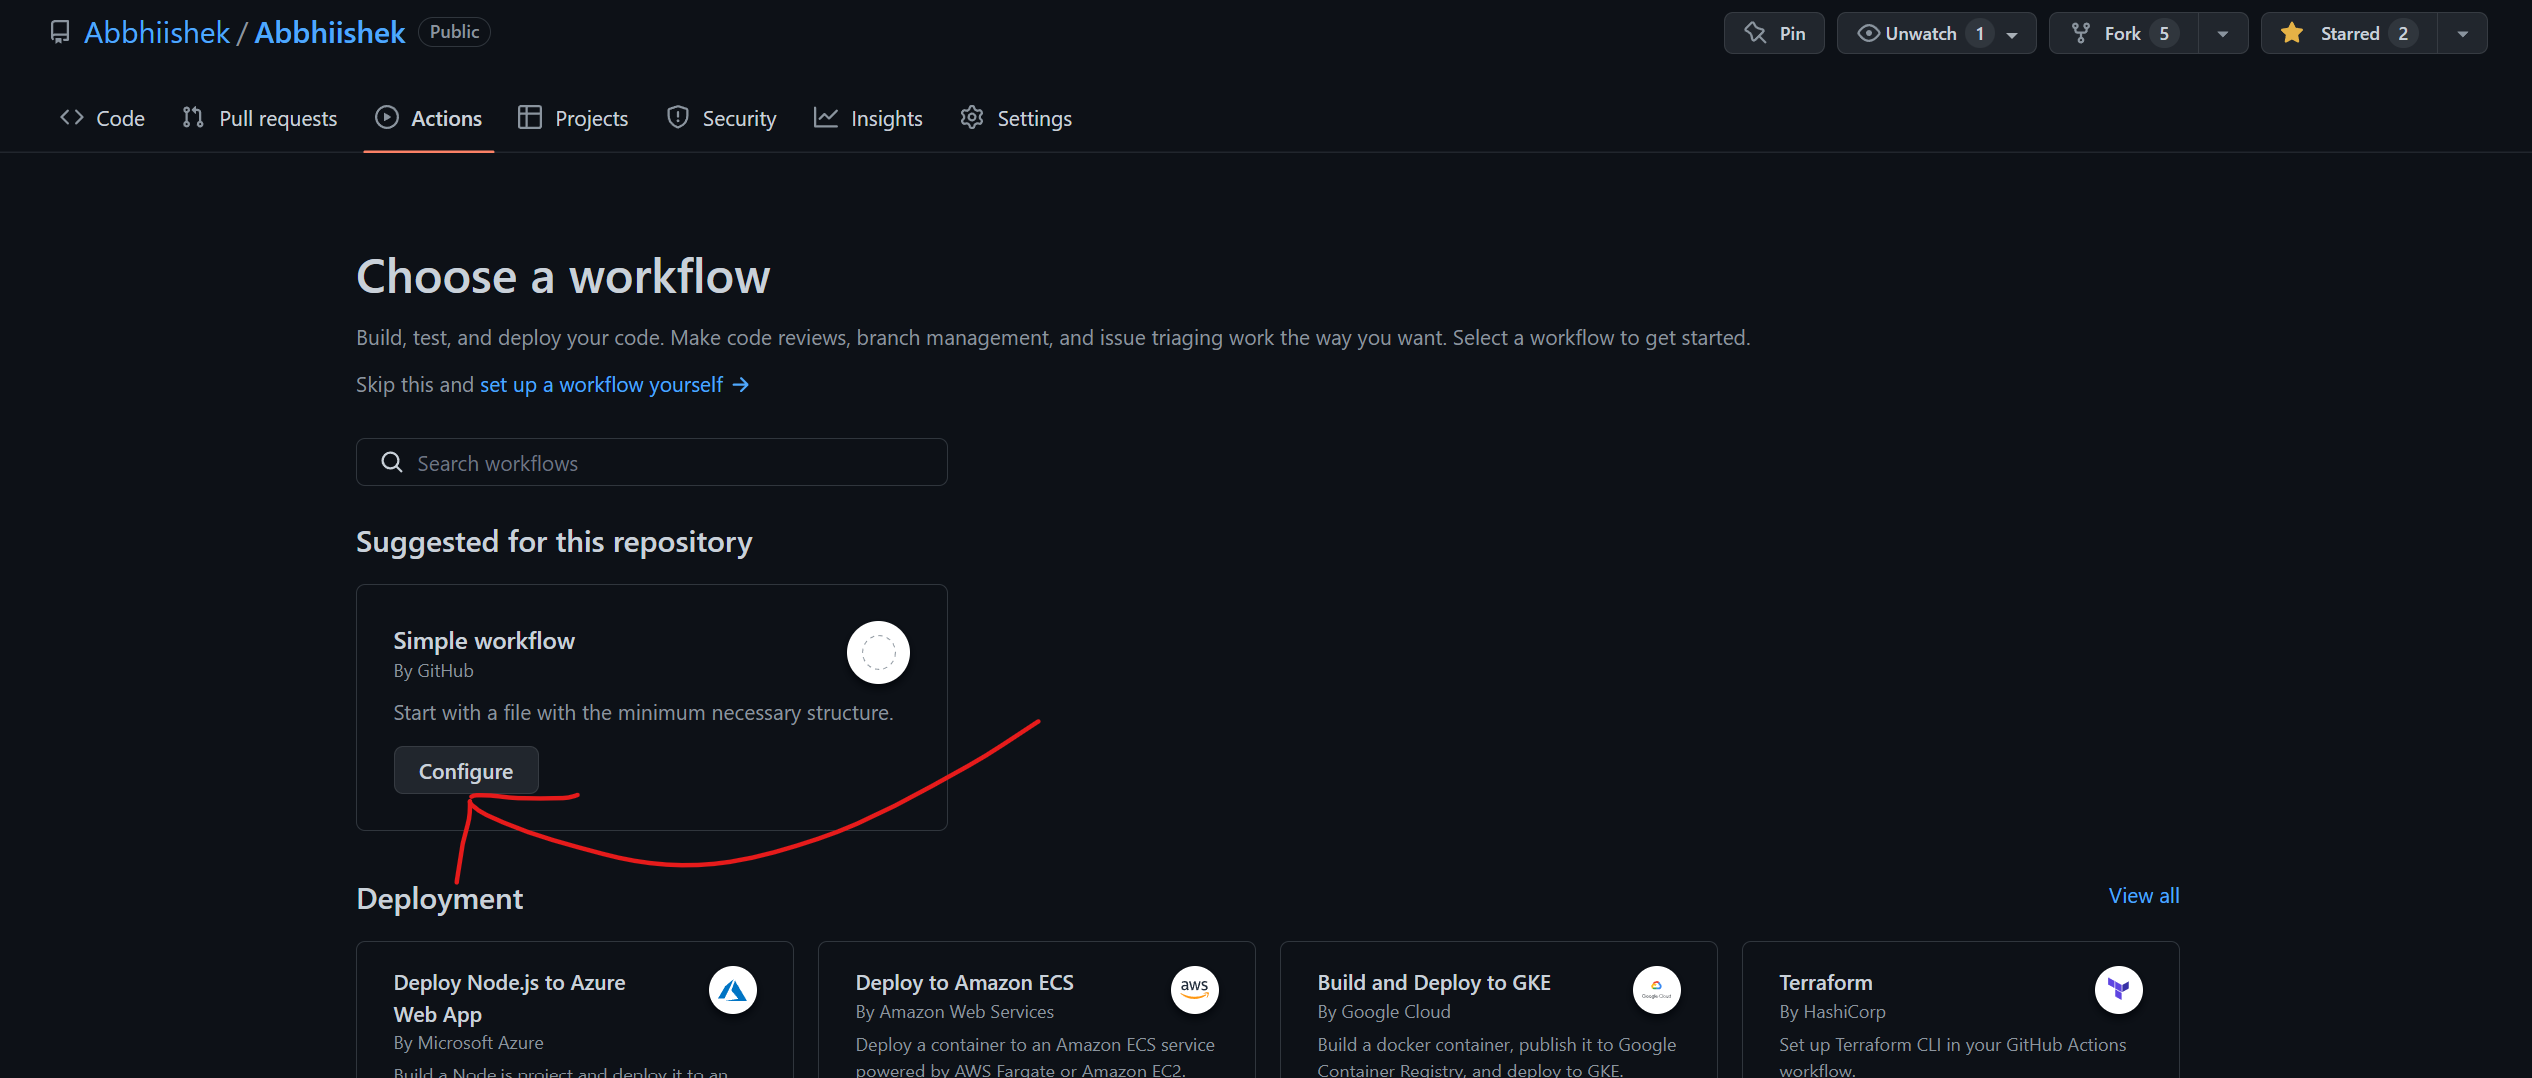 Abbhiishek / Abbhiishek Public
Pin
Unwatch 1
Fork 5
Starred 2
Code
Pull requests
Actions
Projects
Security
Insights
Settings
Choose a workflow
Build, test, and deploy your code. Make code reviews, branch management, and issue triaging work the way you want. Select a workflow to get started.
Skip this and set up a workflow yourself →
Search workflows
Suggested for this repository
Simple workflow
By GitHub
Start with a file with the minimum necessary structure.
Configure
Deployment
View all
Deploy Node.js to Azure
Web App
By Microsoft Azure
Build a Node.js project and deploy it to an
Deploy to Amazon ECS
By Amazon Web Services
aws
Deploy a container to an Amazon ECS service
powered by AWS Fargate or Amazon EC2.
Build and Deploy to GKE
By Google Cloud
Google Cloud
Build a docker container, publish it to Google
Container Registry, and deploy to GKE.
Terraform
By HashiCorp
Set up Terraform CLI in your GitHub Actions
workflow.